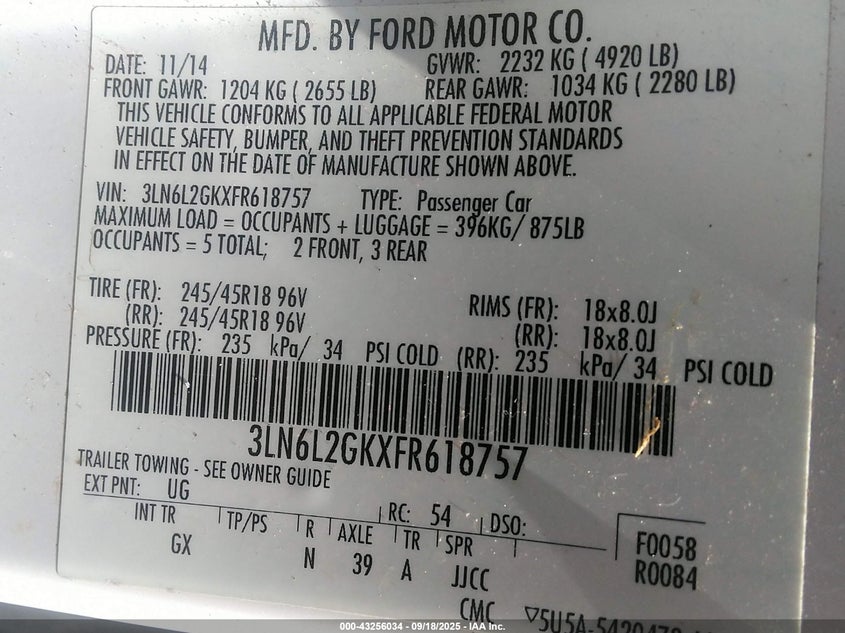 MFD. BY FORD MOTOR CO.
DATE: 11/14 GVWR: 2232 KG ( 4920 LB)
FRONT GAWR: 1204 KG ( 2655 LB) REAR GAWR: 1034 KG ( 2280 LB)
THIS VEHICLE CONFORMS TO ALL APPLICABLE FEDERAL MOTOR
VEHICLE SAFETY, BUMPER, AND THEFT PREVENTION STANDARDS
IN EFFECT ON THE DATE OF MANUFACTURE SHOWN ABOVE.
VIN: 3LN6L2GKXFR618757 TYPE: Passenger Car
MAXIMUM LOAD = OCCUPANTS + LUGGAGE = 396KG/ 875LB
OCCUPANTS = 5 TOTAL; 2 FRONT, 3 REAR
TIRE (FR): 245/45R18 96V RIMS (FR): 18x8.0J
(RR): 245/45R18 96V (RR): 18x8.0J
PRESSURE (FR): 235 kPa/ 34 PSI COLD (RR): 235 kPa/ 34 PSI COLD
3LN6L2GKXFR618757
TRAILER TOWING - SEE OWNER GUIDE
EXT PNT: UG RC: 54 DSO:
INT TR TP/PS R AXLE TR SPR F0058
GX N 39 A JJCC R0084
CMC
000-43256034 - 09/18/2025 - IAA, Inc.